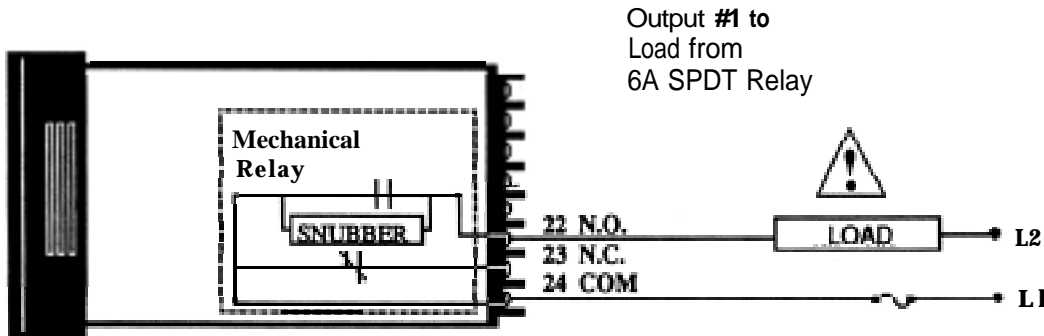 Output #1 to
Load from
6A SPDT Relay
Mechanical
Relay
SNUBBER
22 N.O.
23 N.C.
24 COM
LOAD
L2
L1